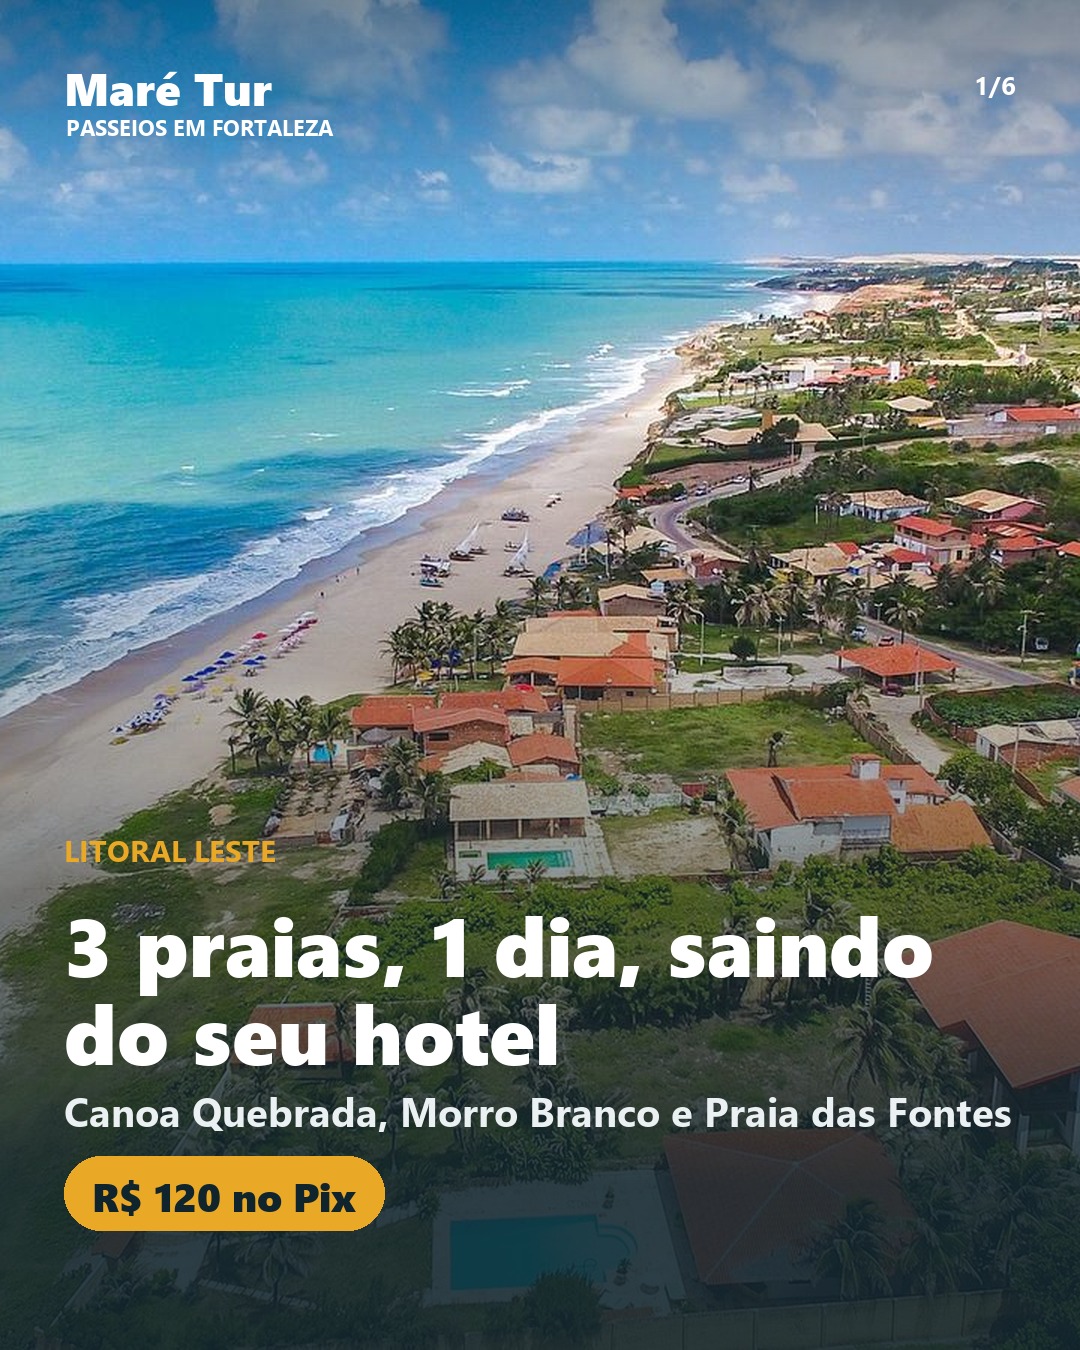 Maré Tur
PASSEIOS EM FORTALEZA
1/6
LITORAL LESTE
3 praias, 1 dia, saindo
do seu hotel
Canoa Quebrada, Morro Branco e Praia das Fontes
R$ 120 no Pix